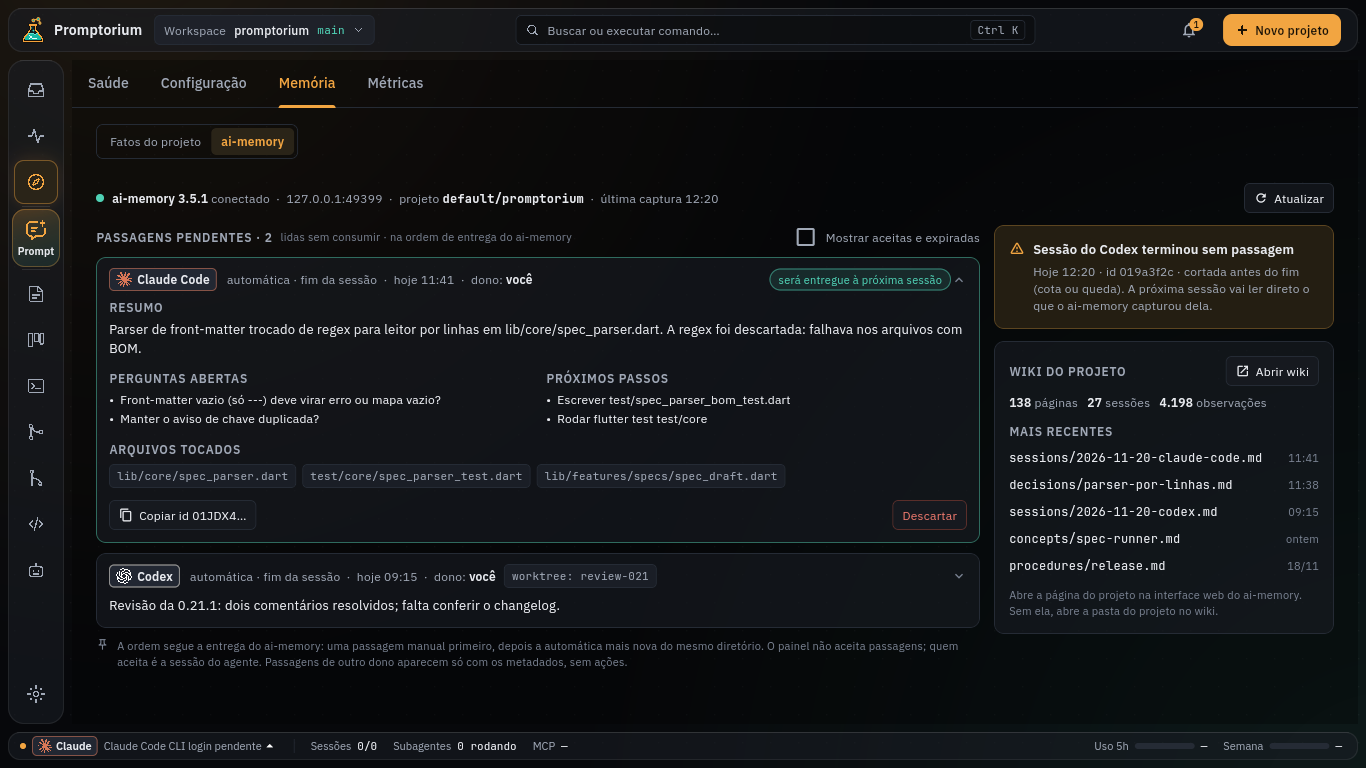 Promptorium
Workspace promptorium main
Buscar ou executar comando...
Ctrl K
1
+ Novo projeto
Saúde
Configuração
Memória
Métricas
Prompt
Fatos do projeto
ai-memory
ai-memory 3.5.1 conectado · 127.0.0.1:49399 · projeto default/promptorium · última captura 12:20
Atualizar
PASSAGENS PENDENTES · 2 lidas sem consumir · na ordem de entrega do ai-memory
Mostrar aceitas e expiradas
Claude Code automática · fim da sessão · hoje 11:41 · dono: você
será entregue à próxima sessão
RESUMO
Parser de front-matter trocado de regex para leitor por linhas em lib/core/spec_parser.dart. A regex foi descartada: falhava nos arquivos com
BOM.
PERGUNTAS ABERTAS
• Front-matter vazio (só ---) deve virar erro ou mapa vazio?
• Manter o aviso de chave duplicada?
PRÓXIMOS PASSOS
• Escrever test/spec_parser_bom_test.dart
• Rodar flutter test test/core
ARQUIVOS TOCADOS
lib/core/spec_parser.dart
test/core/spec_parser_test.dart
lib/features/specs/spec_draft.dart
Copiar id 01JDX4...
Descartar
Codex automática · fim da sessão · hoje 09:15 · dono: você worktree: review-021
Revisão da 0.21.1: dois comentários resolvidos; falta conferir o changelog.
A ordem segue a entrega do ai-memory: uma passagem manual primeiro, depois a automática mais nova do mesmo diretório. O painel não aceita passagens; quem
aceita é a sessão do agente. Passagens de outro dono aparecem só com os metadados, sem ações.
Sessão do Codex terminou sem passagem
Hoje 12:20 · id 019a3f2c · cortada antes do fim
(cota ou queda). A próxima sessão vai ler direto o
que o ai-memory capturou dela.
WIKI DO PROJETO
Abrir wiki
138 páginas 27 sessões 4.198 observações
MAIS RECENTES
sessions/2026-11-20-claude-code.md 11:41
decisions/parser-por-linhas.md 11:38
sessions/2026-11-20-codex.md 09:15
concepts/spec-runner.md ontem
procedures/release.md 18/11
Abre a página do projeto na interface web do ai-memory.
Sem ela, abre a pasta do projeto no wiki.
Claude
Claude Code CLI login pendente
Sessões 0/0
Subagentes 0 rodando
MCP —
Uso 5h —
Semana —